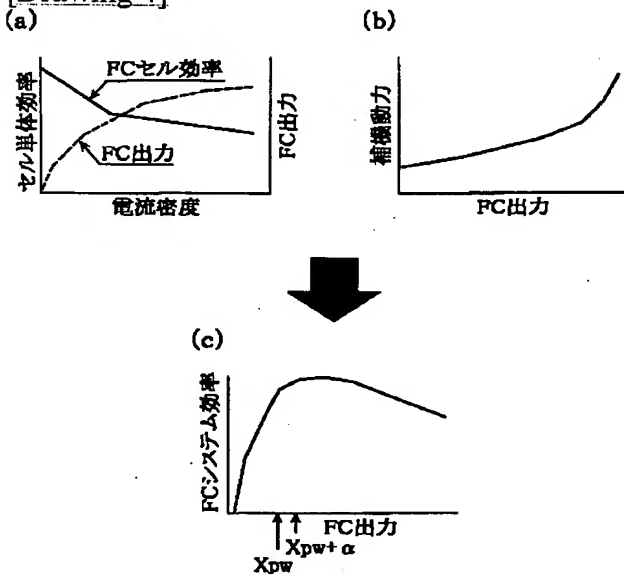 [Drawing 4]
(a)
(b)
FCセル効率
FC出力
セル単体効率
FC出力
電流密度
補機動力
FC出力
(c)
FCシステム効率
FC出力
Xpw+α
Xpw